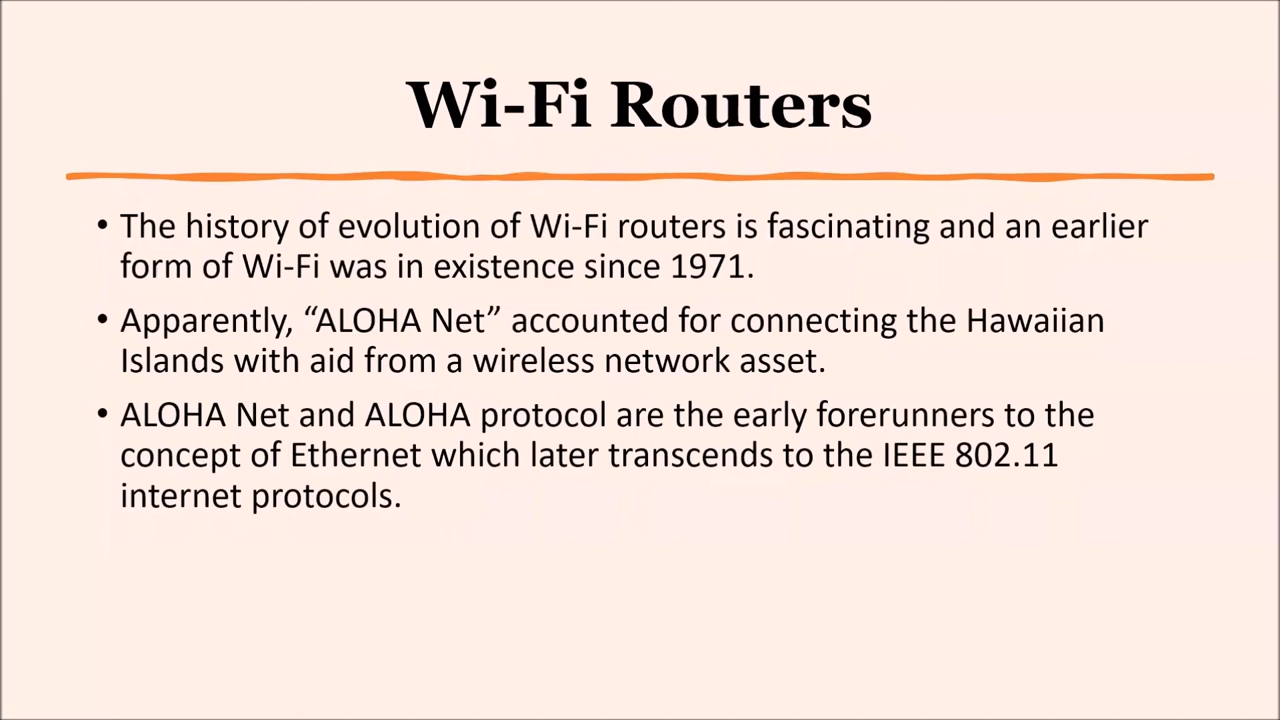 Wi-Fi Routers
• The history of evolution of Wi-Fi routers is fascinating and an earlier
form of Wi-Fi was in existence since 1971.
• Apparently, “ALOHA Net” accounted for connecting the Hawaiian
Islands with aid from a wireless network asset.
• ALOHA Net and ALOHA protocol are the early forerunners to the
concept of Ethernet which later transcends to the IEEE 802.11
internet protocols.